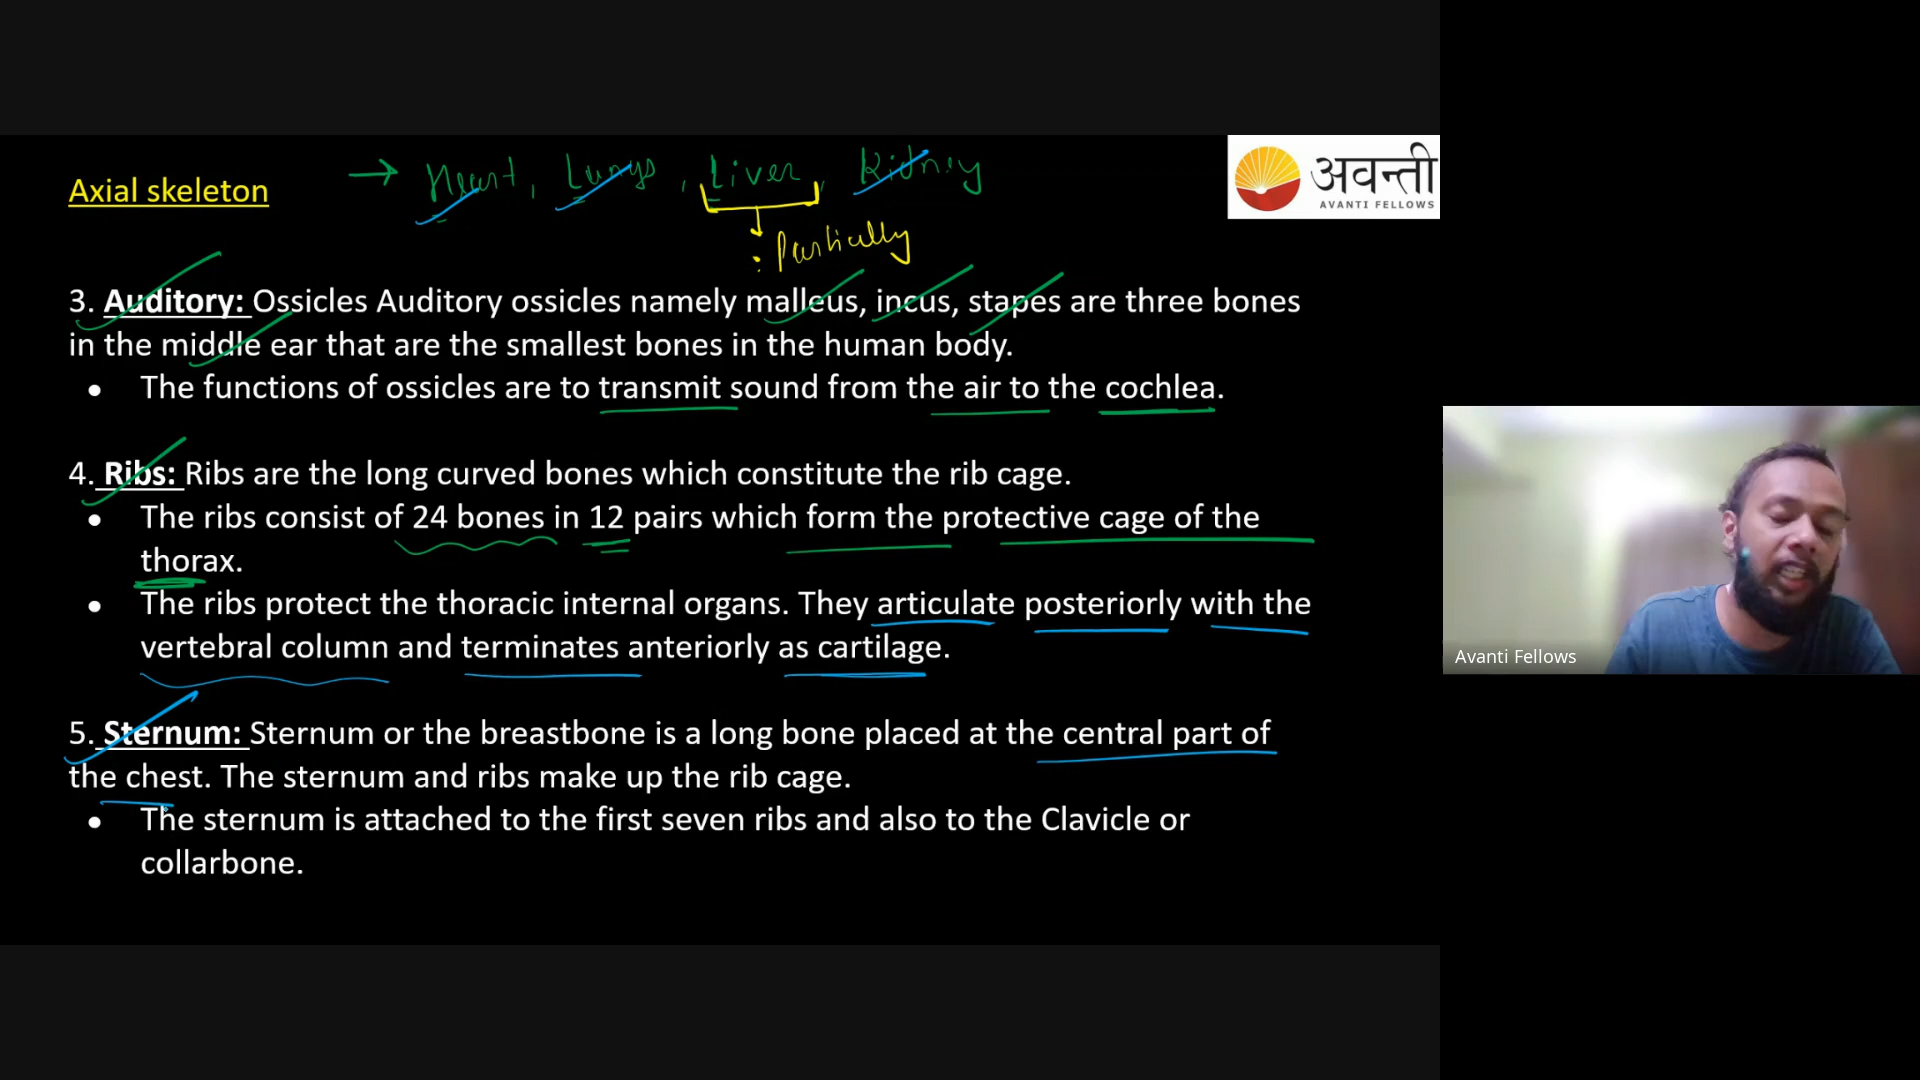 Axial skeleton
→ Heart, Lungs, Liver, Kidney
: Partially
अवन्ती
AVANTI FELLOWS
3. Auditory: Ossicles Auditory ossicles namely malleus, incus, stapes are three bones
in the middle ear that are the smallest bones in the human body.
• The functions of ossicles are to transmit sound from the air to the cochlea.
4. Ribs: Ribs are the long curved bones which constitute the rib cage.
• The ribs consist of 24 bones in 12 pairs which form the protective cage of the
thorax.
• The ribs protect the thoracic internal organs. They articulate posteriorly with the
vertebral column and terminates anteriorly as cartilage.
5. Sternum: Sternum or the breastbone is a long bone placed at the central part of
the chest. The sternum and ribs make up the rib cage.
• The sternum is attached to the first seven ribs and also to the Clavicle or
collarbone.
Avanti Fellows